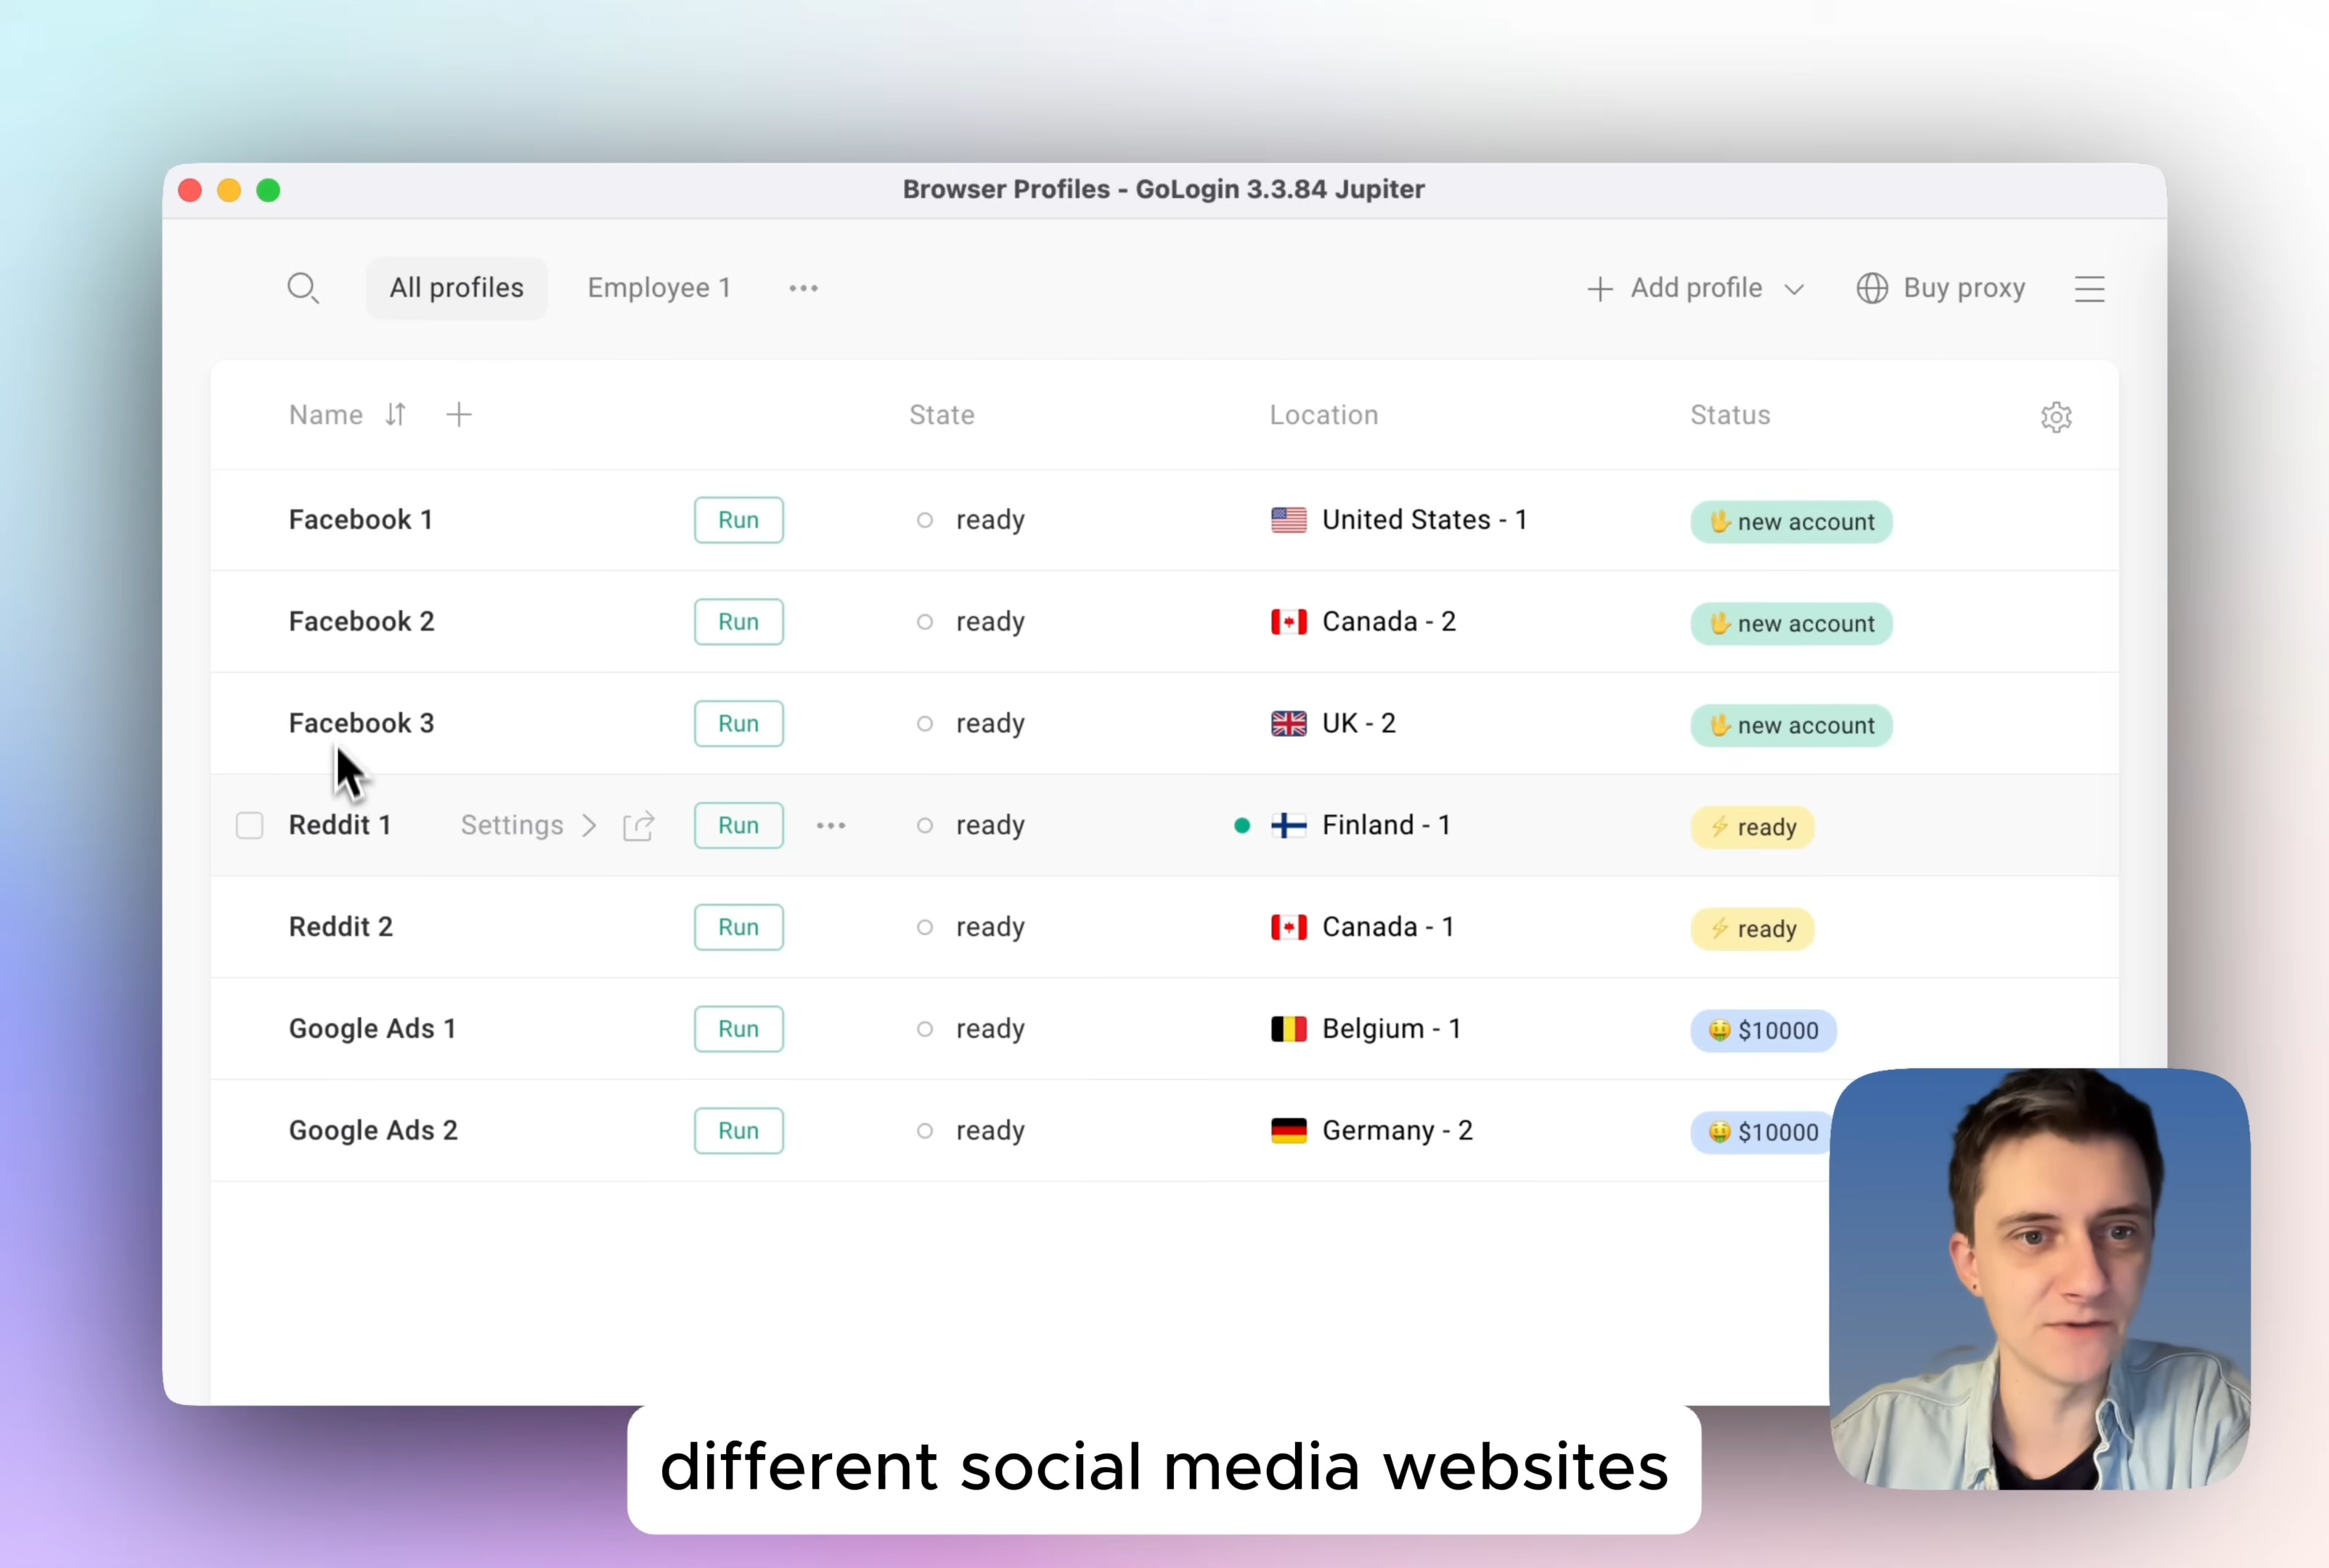 Browser Profiles - GoLogin 3.3.84 Jupiter
All profiles Employee 1 ••• Add profile Buy proxy
Name State Location Status
Facebook 1 Run ready United States - 1 🖖 new account
Facebook 2 Run ready Canada - 2 🖖 new account
Facebook 3 Run ready UK - 2 🖖 new account
Reddit 1 Settings > Run ••• ready Finland - 1 ⚡ ready
Reddit 2 Run ready Canada - 1 ⚡ ready
Google Ads 1 Run ready Belgium - 1 🤑 $10000
Google Ads 2 Run ready Germany - 2 🤑 $10000
different social media websites